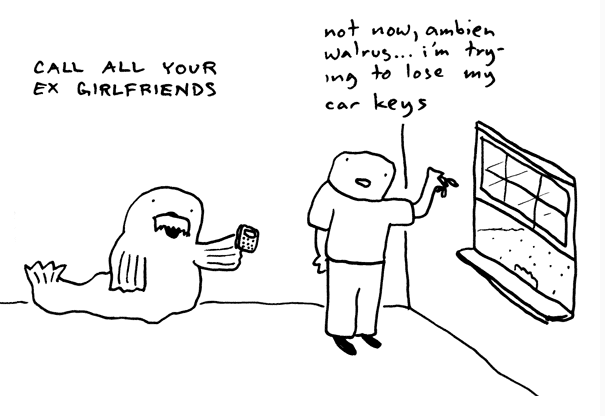 CALL ALL YOUR
EX GIRLFRIENDS
not now, ambien
walrus... i'm try-
ing to lose my
car keys